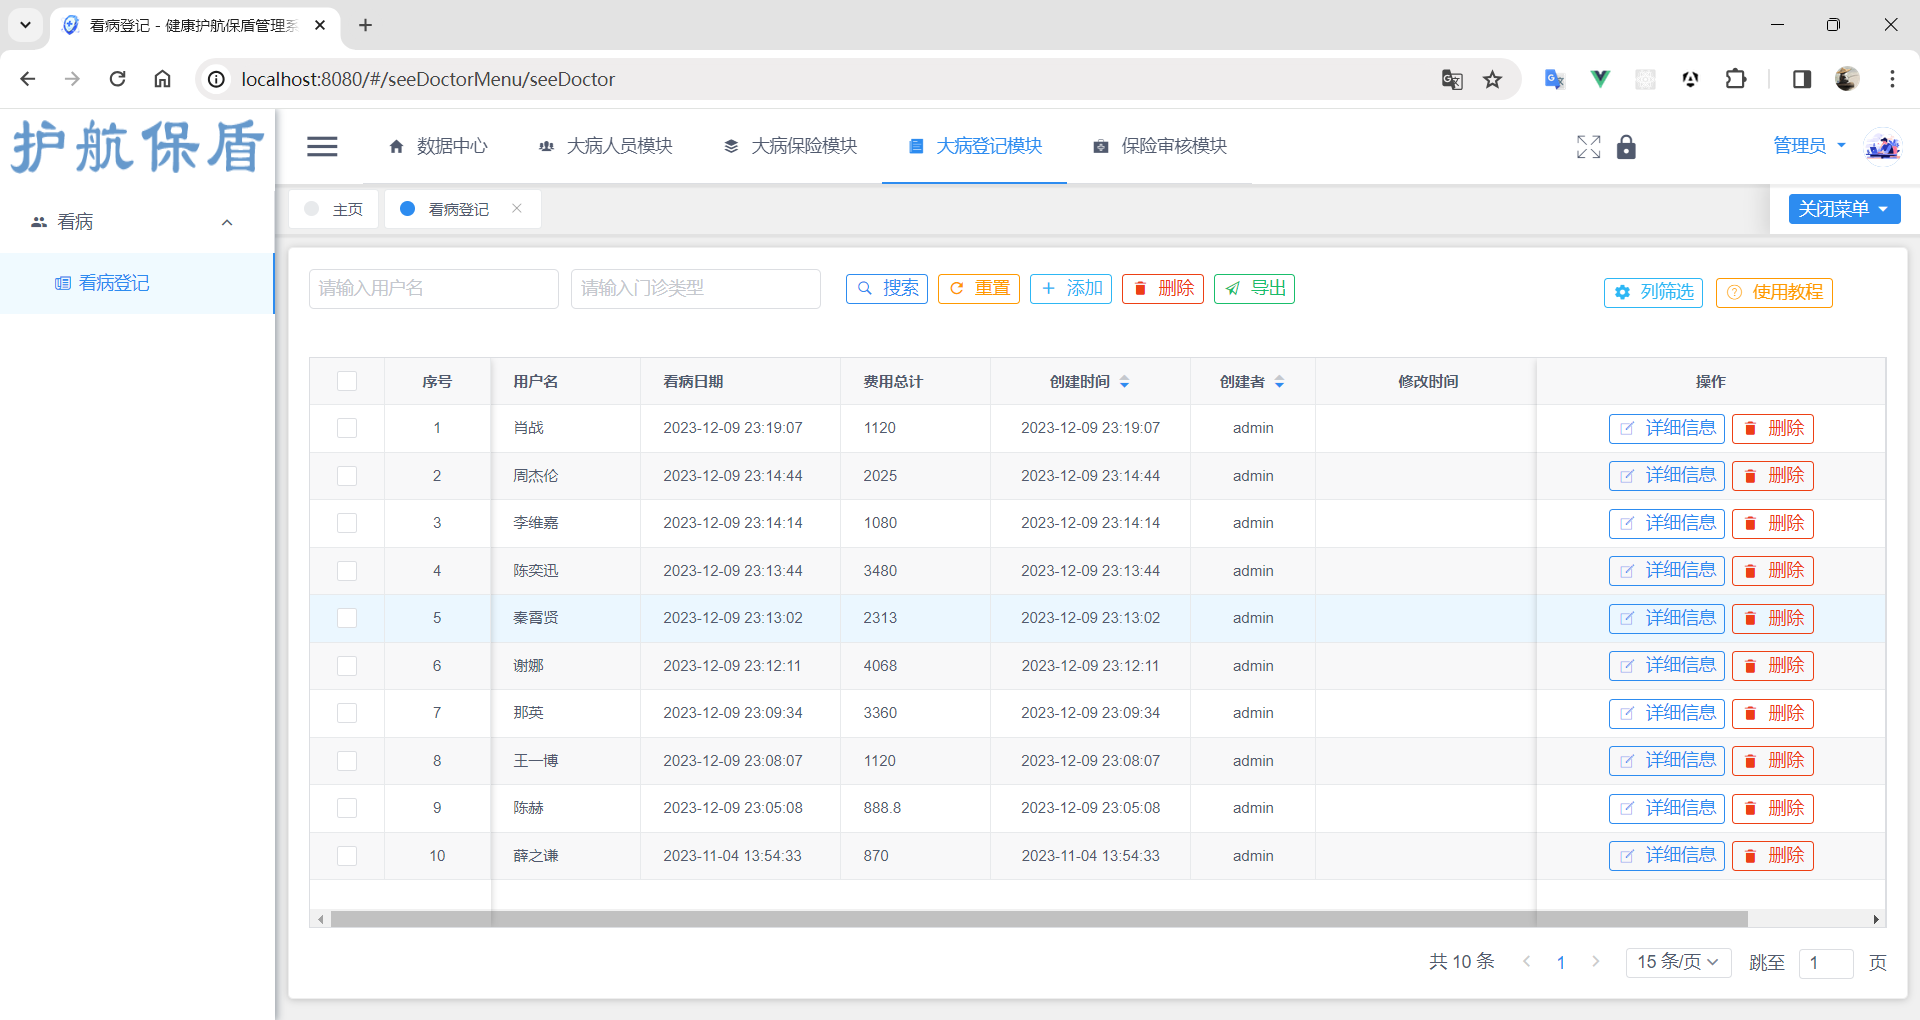 看病登记 - 健康护航保盾管理系
localhost:8080/#/seeDoctorMenu/seeDoctor
护航保盾
数据中心 大病人员模块 大病保险模块 大病登记模块 保险审核模块 管理员
看病
看病登记
主页 看病登记 关闭菜单
请输入用户名 请输入门诊类型 搜索 重置 添加 删除 导出 列筛选 使用教程
序号 用户名 看病日期 费用总计 创建时间 创建者 修改时间 操作
1 肖战 2023-12-09 23:19:07 1120 2023-12-09 23:19:07 admin 详细信息 删除
2 周杰伦 2023-12-09 23:14:44 2025 2023-12-09 23:14:44 admin 详细信息 删除
3 李维嘉 2023-12-09 23:14:14 1080 2023-12-09 23:14:14 admin 详细信息 删除
4 陈奕迅 2023-12-09 23:13:44 3480 2023-12-09 23:13:44 admin 详细信息 删除
5 秦霄贤 2023-12-09 23:13:02 2313 2023-12-09 23:13:02 admin 详细信息 删除
6 谢娜 2023-12-09 23:12:11 4068 2023-12-09 23:12:11 admin 详细信息 删除
7 那英 2023-12-09 23:09:34 3360 2023-12-09 23:09:34 admin 详细信息 删除
8 王一博 2023-12-09 23:08:07 1120 2023-12-09 23:08:07 admin 详细信息 删除
9 陈赫 2023-12-09 23:05:08 888.8 2023-12-09 23:05:08 admin 详细信息 删除
10 薛之谦 2023-11-04 13:54:33 870 2023-11-04 13:54:33 admin 详细信息 删除
共 10 条 1 15 条/页 跳至 1 页